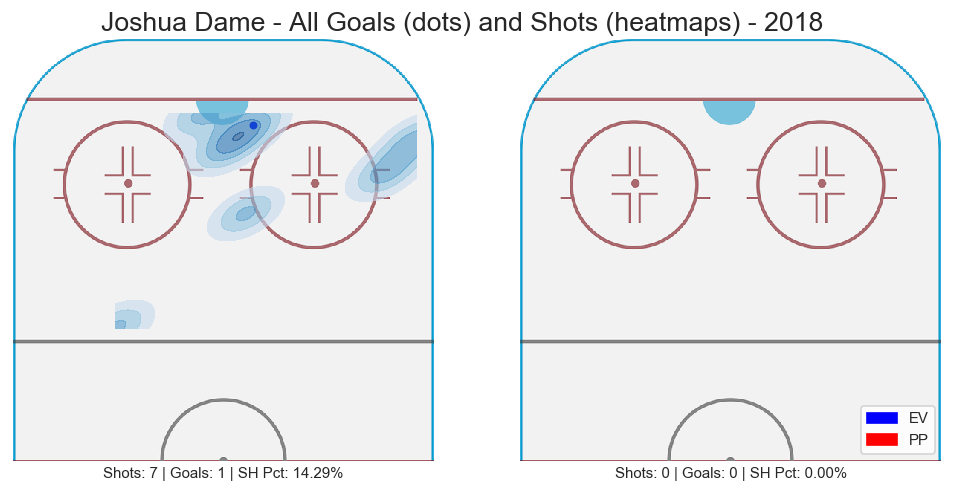 Joshua Dame - All Goals (dots) and Shots (heatmaps) - 2018
EV
PP
Shots: 7 | Goals: 1 | SH Pct: 14.29%
Shots: 0 | Goals: 0 | SH Pct: 0.00%